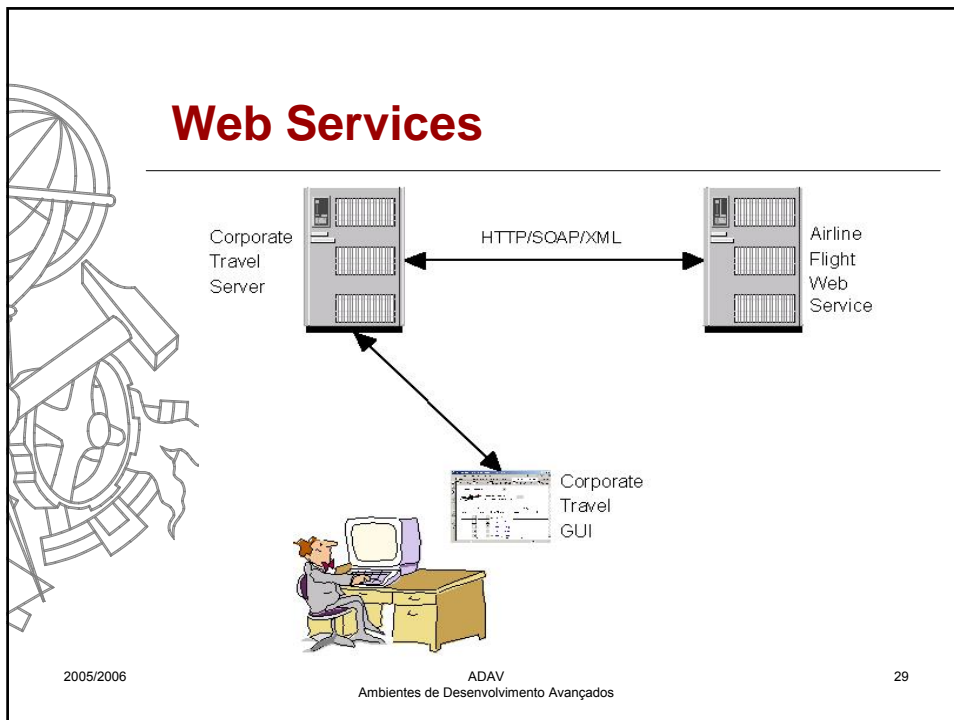 Web Services
Corporate
Travel
Server
HTTP/SOAP/XML
Airline
Flight
Web
Service
Corporate
Travel
GUI
2005/2006
ADAV
Ambientes de Desenvolvimento Avançados
29